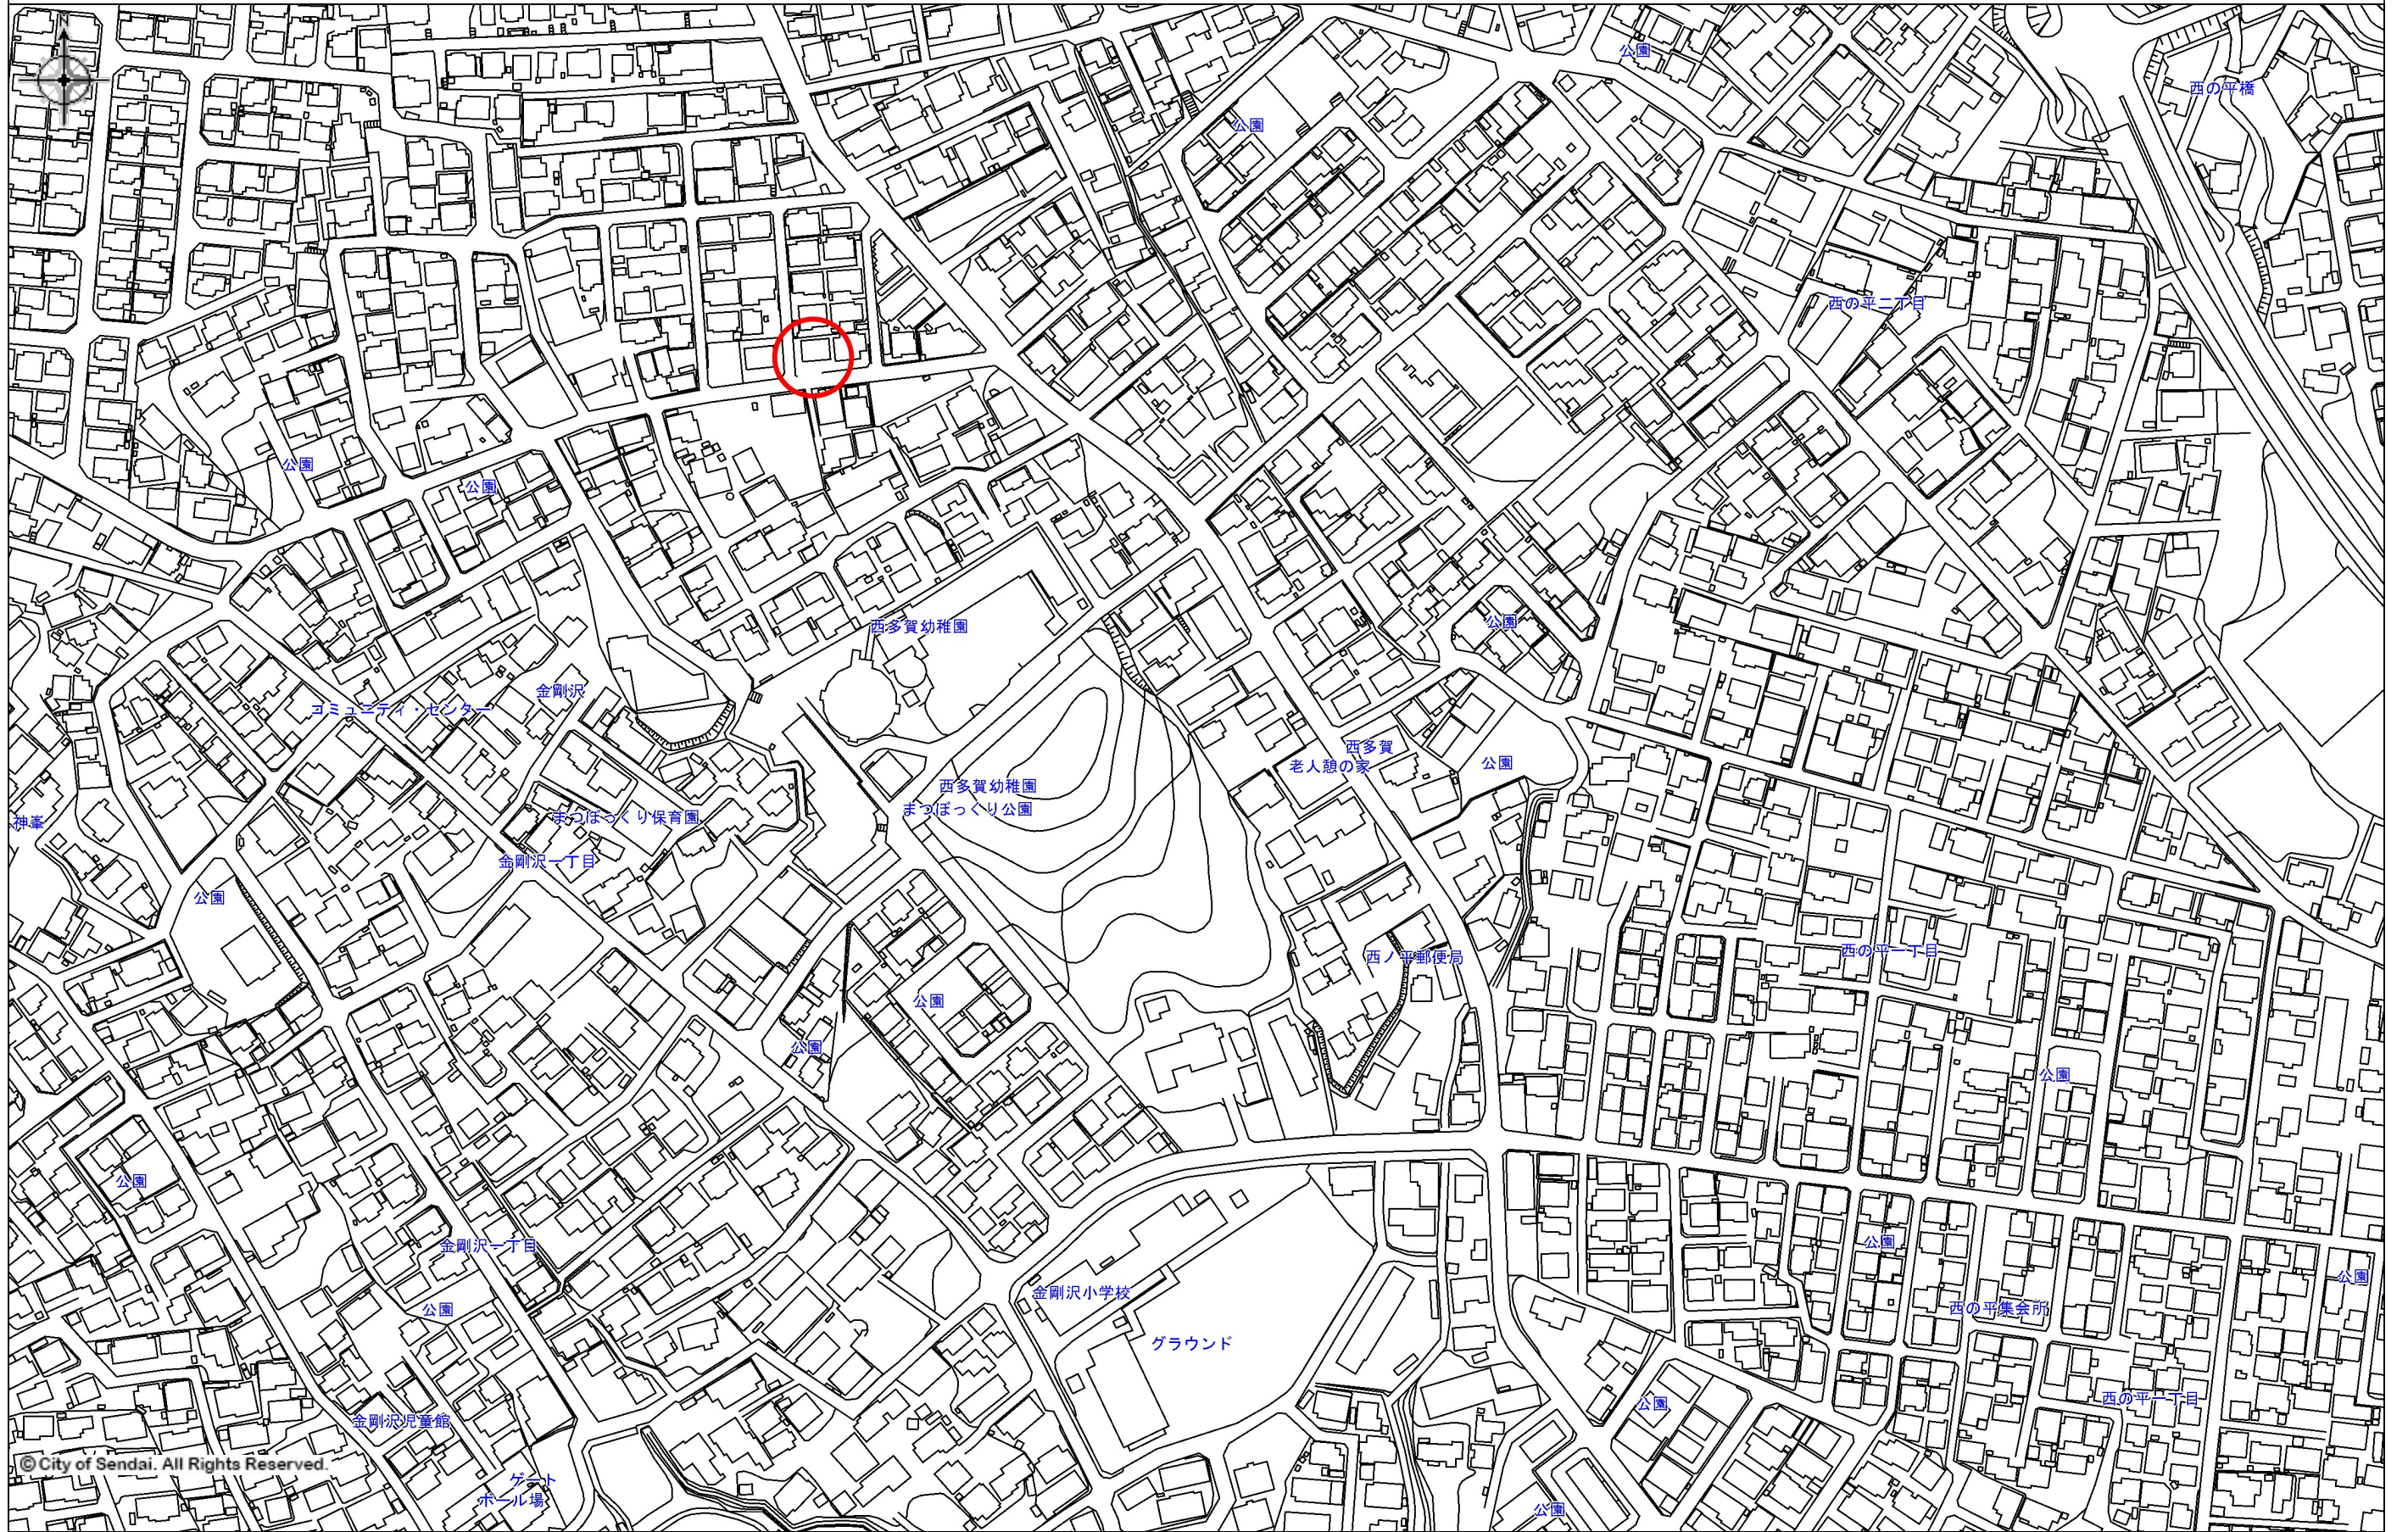 N
公園
西の平橋
公園
西の平二丁目
公園
公園
公園
西多賀幼稚園
金剛沢
コミュニティ・センター
西多賀
老人憩の家
公園
西多賀幼稚園
まつぼっくり公園
まつぼっくり保育園
神峯
金剛沢一丁目
公園
西の平一丁目
西ノ平郵便局
公園
公園
公園
公園
金剛沢一丁目
公園
公園
金剛沢小学校
西の平集会所
公園
グラウンド
西の平一丁目
公園
金剛沢児童館
© City of Sendai. All Rights Reserved.
ゲート
ボール場
公園